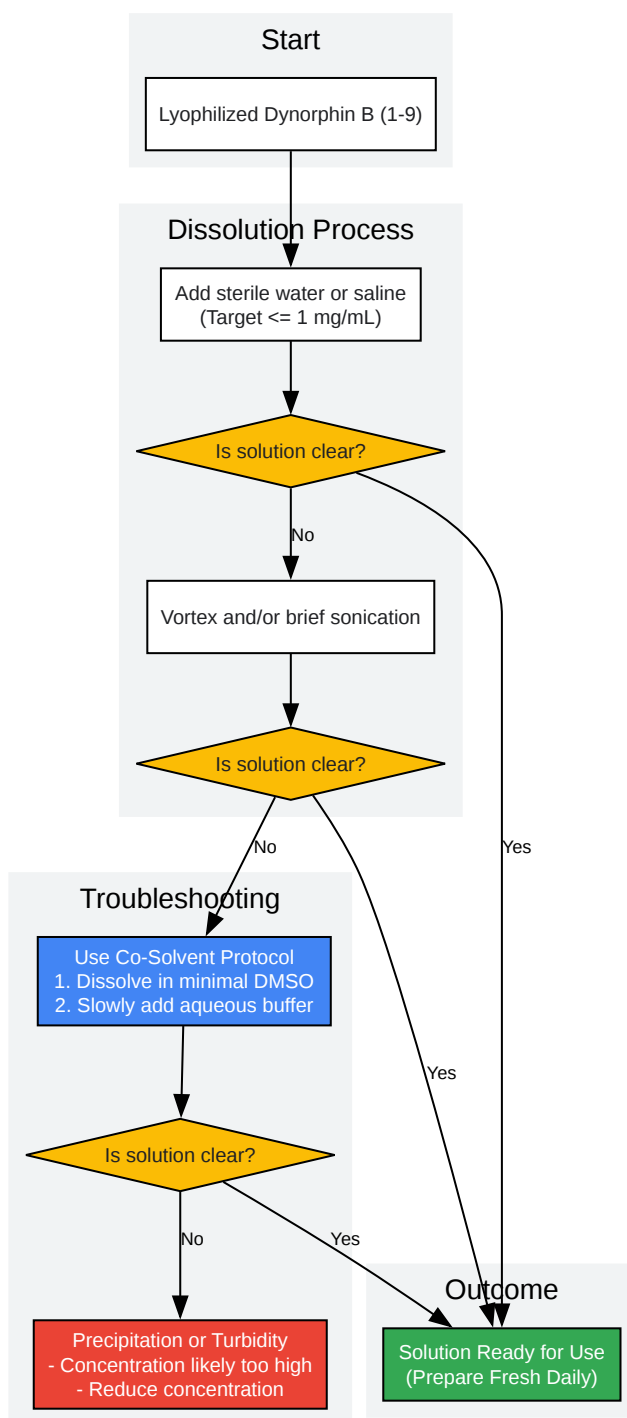 Start
Lyophilized Dynorphin B (1-9)
Dissolution Process
Add sterile water or saline
(Target <= 1 mg/mL)
Is solution clear?
No
Vortex and/or brief sonication
Is solution clear?
No
Yes
Troubleshooting
Use Co-Solvent Protocol
1. Dissolve in minimal DMSO
2. Slowly add aqueous buffer
Yes
Is solution clear?
No
Yes
Outcome
Precipitation or Turbidity
- Concentration likely too high
- Reduce concentration
Solution Ready for Use
(Prepare Fresh Daily)